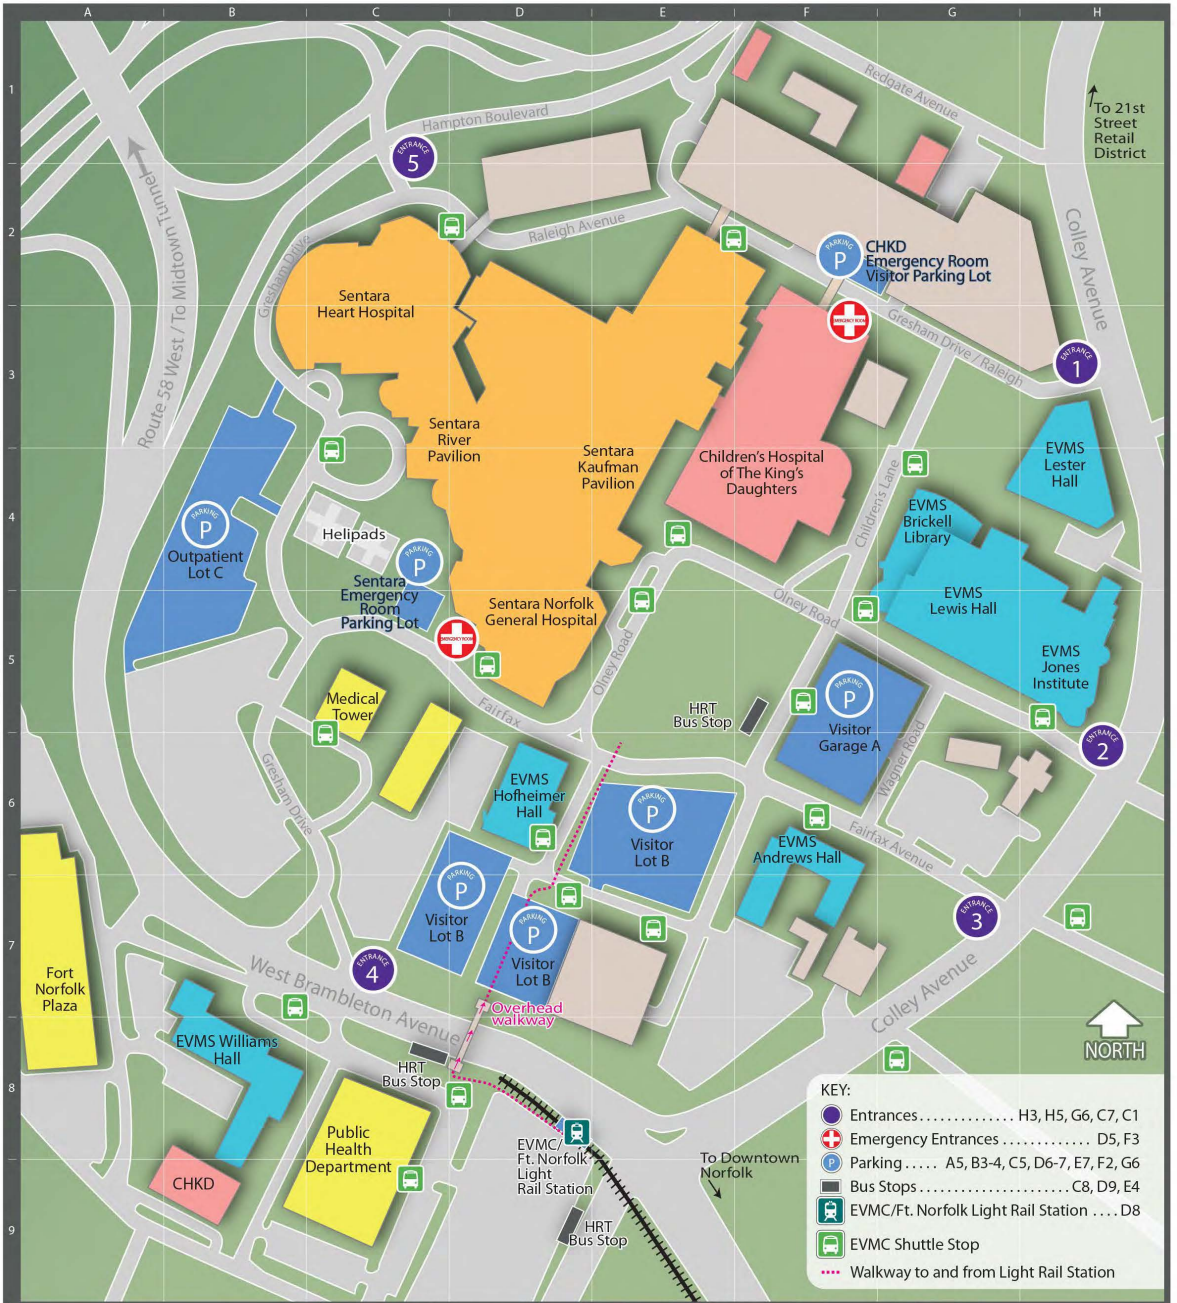 A B C D E F G H
1
2
3
4
5
6
7
8
9
Redgate Avenue
To 21st
Street
Retail
District
Hampton Boulevard
ENTRANCE
5
Route 58 West / To Midtown Tunnel
Raleigh Avenue
Colley Avenue
PARKING
P
CHKD
Emergency Room
Visitor Parking Lot
Gresham Drive
Sentara
Heart Hospital
EMERGENCY ROOM
Gresham Drive / Raleigh
ENTRANCE
1
Sentara
River
Pavilion
Sentara
Kaufman
Pavilion
Children's Hospital
of The King's
Daughters
EVMS
Lester
Hall
Children's Lane
EVMS
Brickell
Library
PARKING
P
Outpatient
Lot C
Helipads
PARKING
P
Sentara
Emergency
Room
Parking Lot
EMERGENCY ROOM
Sentara Norfolk
General Hospital
Olney Road
Olney Road
EVMS
Lewis Hall
EVMS
Jones
Institute
Medical
Tower
Fairfax
HRT
Bus Stop
PARKING
P
Visitor
Garage A
Wagner Road
ENTRANCE
2
Gresham Drive
EVMS
Hofheimer
Hall
PARKING
P
Visitor
Lot B
EVMS
Andrews Hall
Fairfax Avenue
PARKING
P
Visitor
Lot B
PARKING
P
Visitor
Lot B
ENTRANCE
3
ENTRANCE
4
Fort
Norfolk
Plaza
West Brambleton Avenue
Overhead
walkway
Colley Avenue
EVMS Williams
Hall
HRT
Bus Stop
NORTH
Public
Health
Department
CHKD
EVMC/
Ft. Norfolk
Light
Rail Station
HRT
Bus Stop
To Downtown
Norfolk
KEY:
Entrances . . . . . . . . . . . . . . H3, H5, G6, C7, C1
Emergency Entrances . . . . . . . . . . . . D5, F3
Parking . . . . . A5, B3-4, C5, D6-7, E7, F2, G6
Bus Stops . . . . . . . . . . . . . . . . . . . . . . C8, D9, E4
EVMC/Ft. Norfolk Light Rail Station . . . . D8
EVMC Shuttle Stop
Walkway to and from Light Rail Station